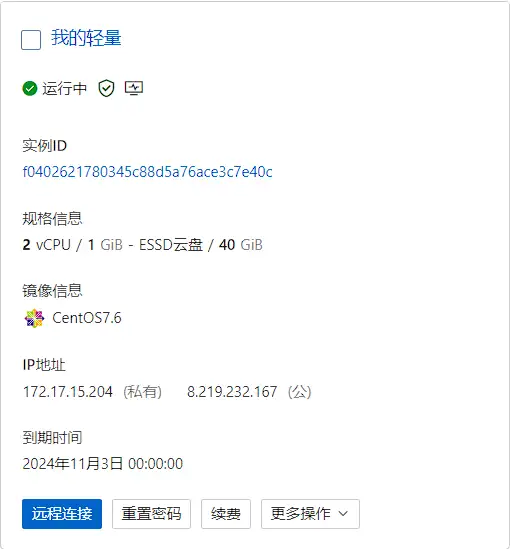 我的轻量
运行中
实例ID
f0402621780345c88d5a76ace3c7e40c
规格信息
2 vCPU / 1 GiB - ESSD云盘 / 40 GiB
镜像信息
CentOS7.6
IP地址
172.17.15.204 (私有) 8.219.232.167 (公)
到期时间
2024年11月3日 00:00:00
远程连接 重置密码 续费 更多操作